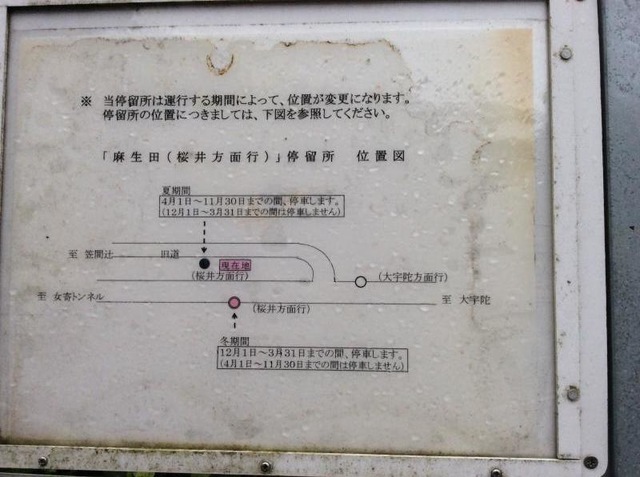 ※ 当停留所は運行する期間によって、位置が変更になります。
停留所の位置につきましては、下図を参照してください。
「麻生田(桜井方面行)」停留所 位置図
夏期間
4月1日～11月30日までの間、停車します。
(12月1日～3月31日までの間は停車しません)
至 笠間辻 旧道
現在地
(桜井方面行)
(大宇陀方面行)
至 女寄トンネル
(桜井方面行)
至 大宇陀
冬期間
12月1日～3月31日までの間、停車します。
(4月1日～11月30日までの間は停車しません)